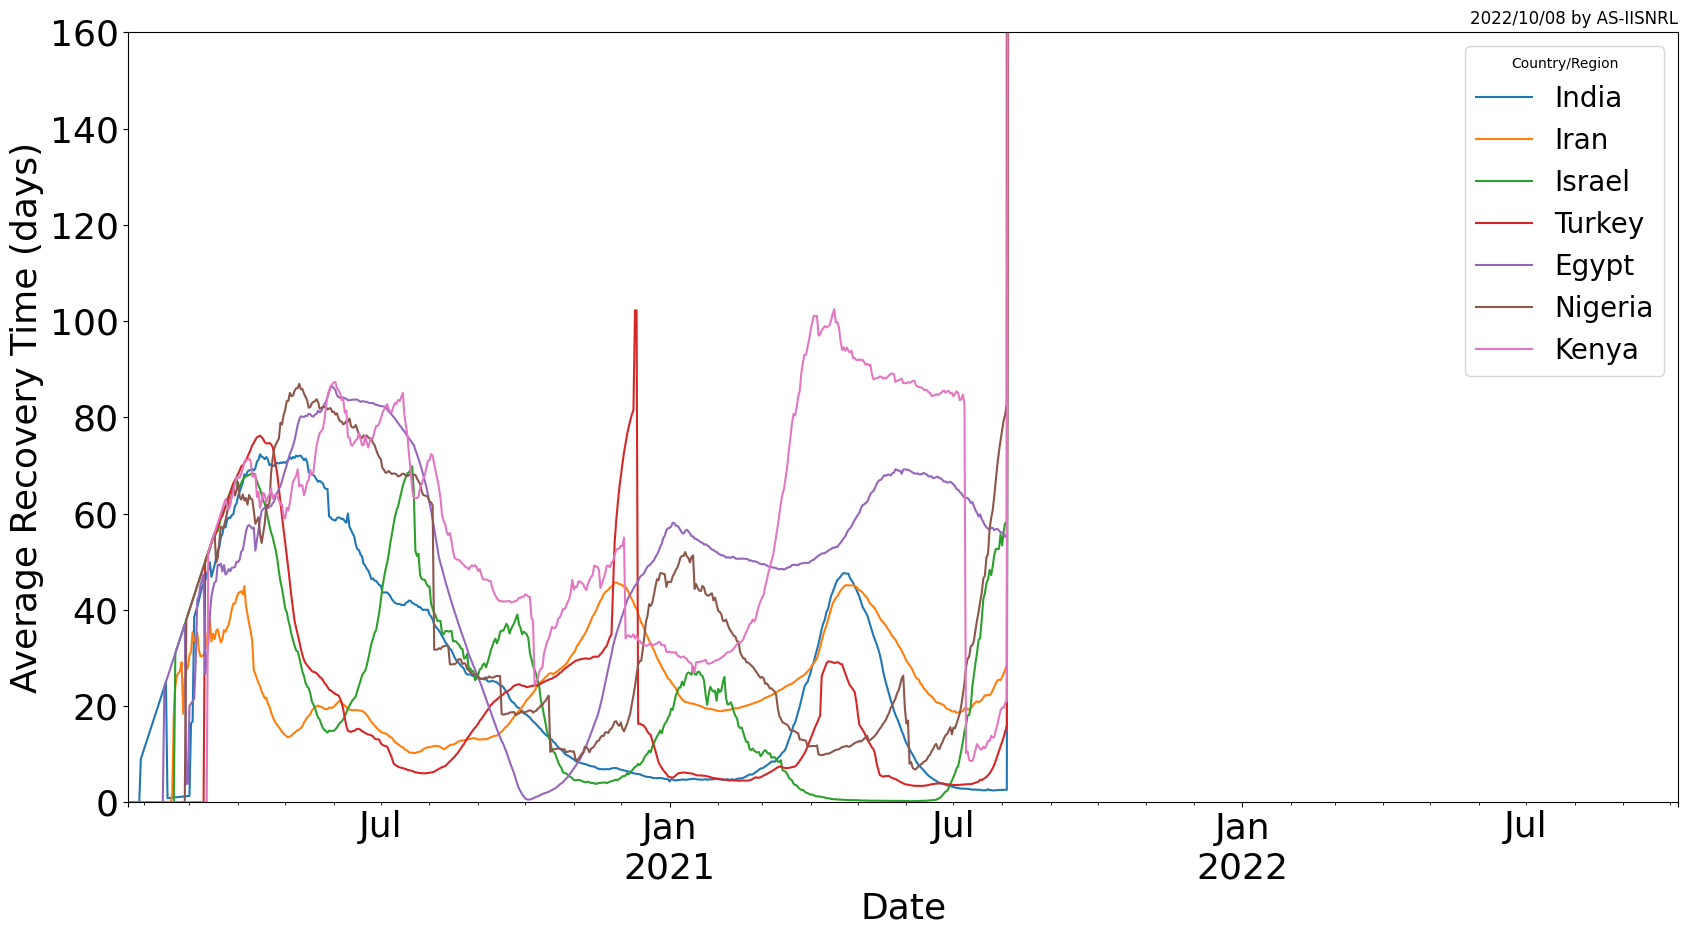 2022/10/08 by AS-IISNRL
160
140
120
100
80
60
40
20
0
Average Recovery Time (days)
Country/Region
India
Iran
Israel
Turkey
Egypt
Nigeria
Kenya
Jul
Jan
2021
Jul
Jan
2022
Jul
Date